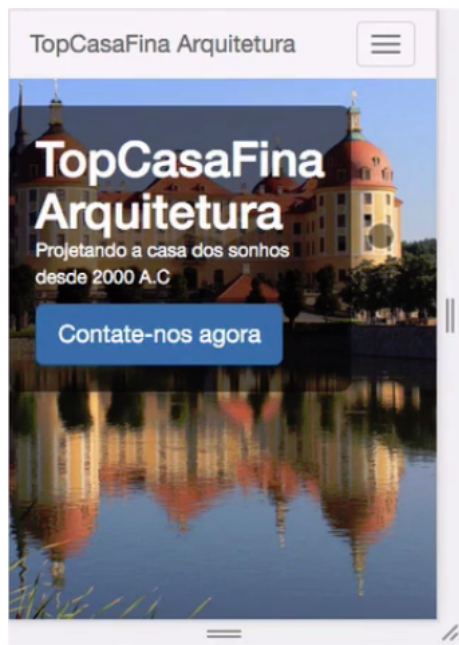 TopCasaFina Arquitetura
TopCasaFina
Arquitetura
Projetando a casa dos sonhos
desde 2000 A.C
Contate-nos agora